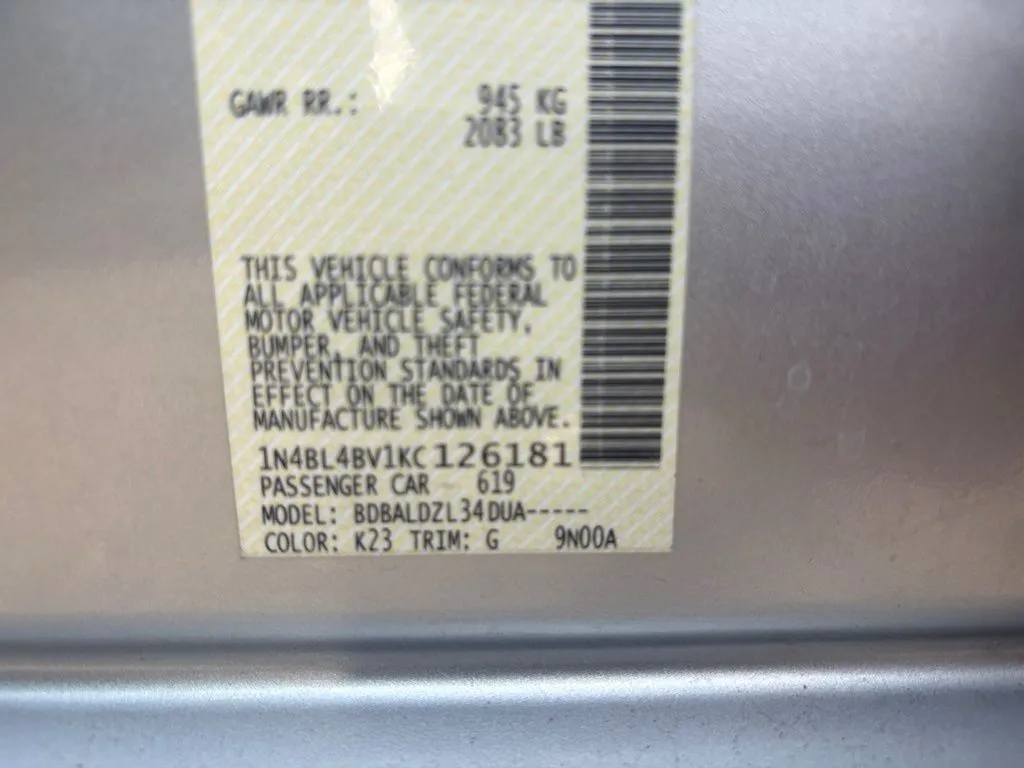 GAWR RR.: 945 KG
2083 LB
THIS VEHICLE CONFORMS TO
ALL APPLICABLE FEDERAL
MOTOR VEHICLE SAFETY,
BUMPER, AND THEFT
PREVENTION STANDARDS IN
EFFECT ON THE DATE OF
MANUFACTURE SHOWN ABOVE.
1N4BL4BV1KC126181
PASSENGER CAR 619
MODEL: BDBALDZL34DUA-----
COLOR: K23 TRIM: G 9N00A